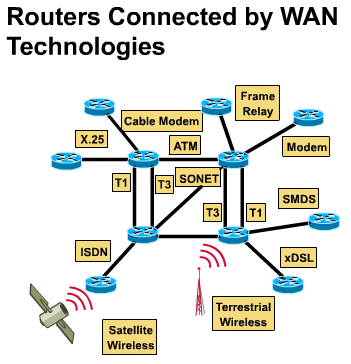 Routers Connected by WAN
Technologies
Frame
Relay
Cable Modem
X.25
ATM
Modem
T1
T3
SONET
SMDS
T3
T1
ISDN
xDSL
Satellite
Wireless
Terrestrial
Wireless